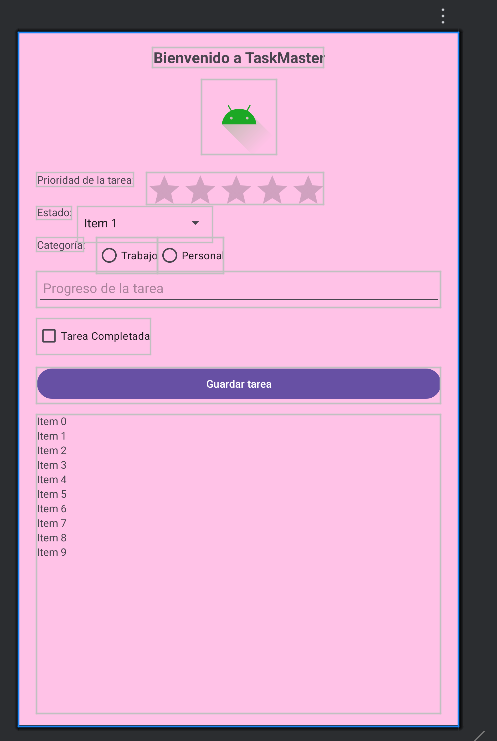 Bienvenido a TaskMaster
Prioridad de la tarea
Estado:
Item 1
Categoría:
Trabajo
Personal
Progreso de la tarea
Tarea Completada
Guardar tarea
Item 0
Item 1
Item 2
Item 3
Item 4
Item 5
Item 6
Item 7
Item 8
Item 9